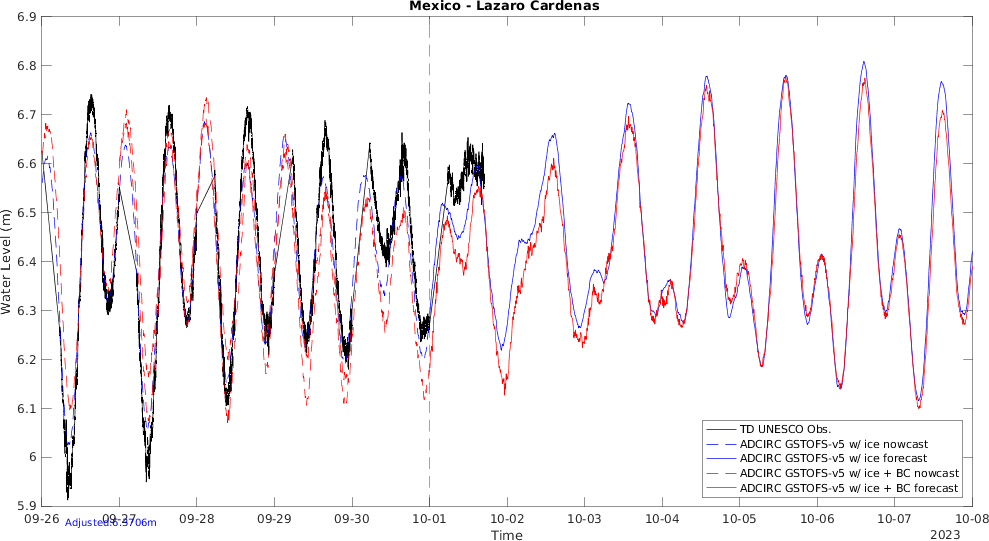 Mexico - Lazaro Cardenas
6.9
6.8
6.7
6.6
6.5
6.4
6.3
6.2
6.1
6
5.9
Water Level (m)
TD UNESCO Obs.
ADCIRC GSTOFS-v5 w/ ice nowcast
ADCIRC GSTOFS-v5 w/ ice forecast
ADCIRC GSTOFS-v5 w/ ice + BC nowcast
ADCIRC GSTOFS-v5 w/ ice + BC forecast
09-26 09-27 09-28 09-29 09-30 10-01 10-02 10-03 10-04 10-05 10-06 10-07 10-08
Adjusted:6.3706m
Time
2023